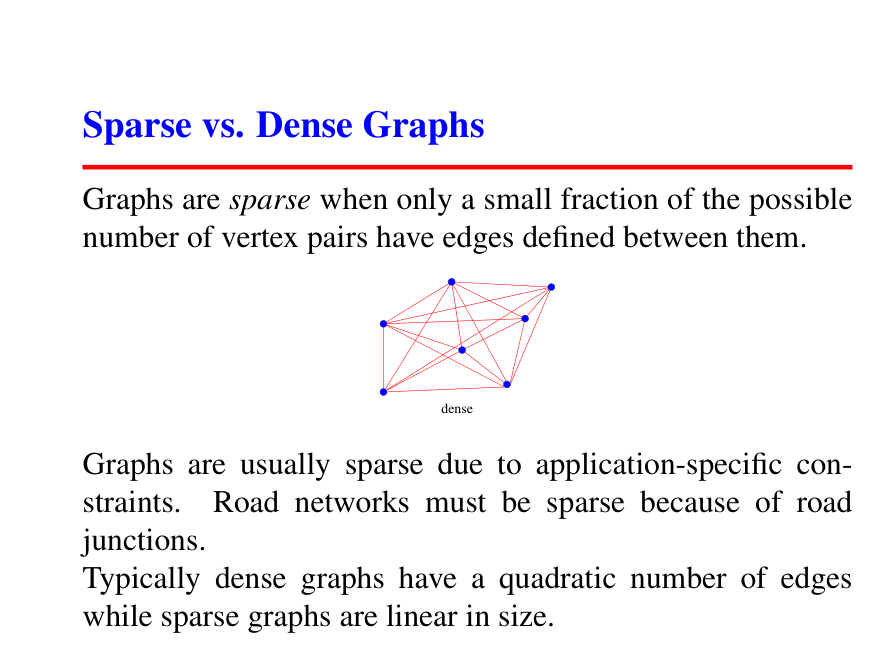 Sparse vs. Dense Graphs
Graphs are sparse when only a small fraction of the possible
number of vertex pairs have edges defined between them.
dense
Graphs are usually sparse due to application-specific con-
straints. Road networks must be sparse because of road
junctions.
Typically dense graphs have a quadratic number of edges
while sparse graphs are linear in size.